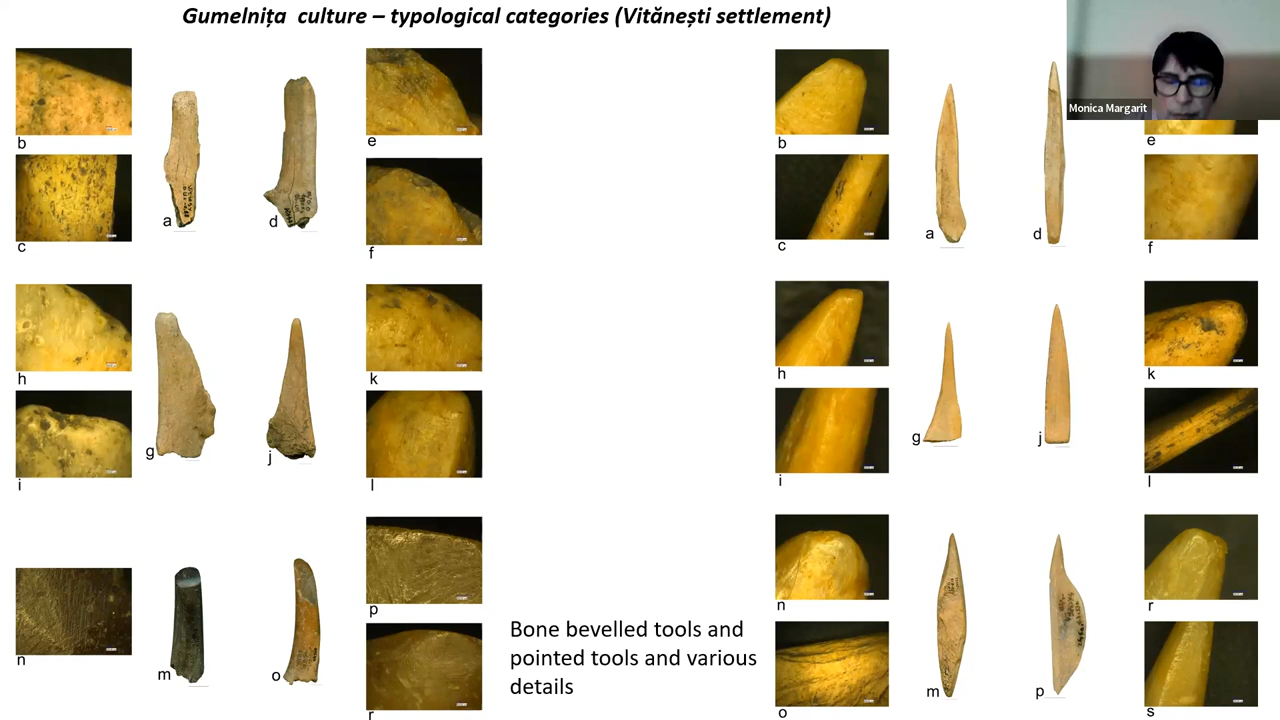 Gumelnița culture – typological categories (Vitănești settlement)
Monica Margarit
b
e
a
d
c
f
h
k
g
j
i
l
p
n
m
o
r
b
e
a
d
c
f
h
k
g
j
i
l
n
r
m
p
o
s
Bone bevelled tools and
pointed tools and various
details